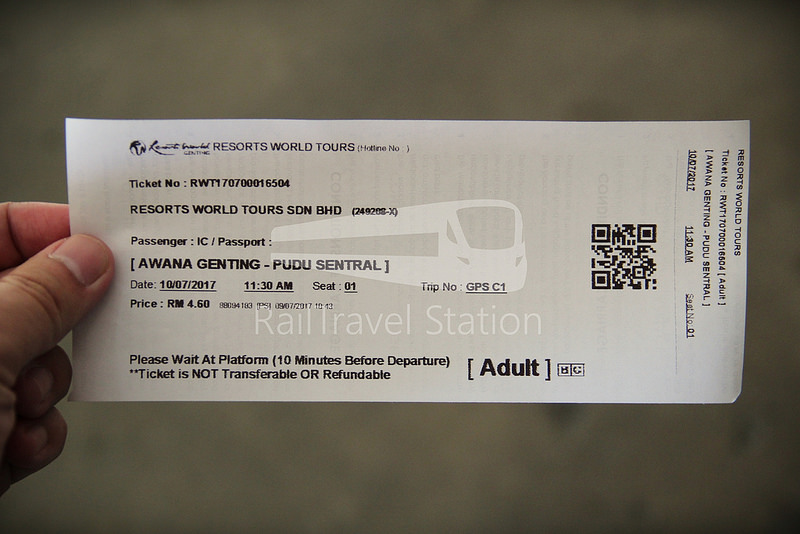 Resorts World GENTING RESORTS WORLD TOURS (Hotline No : )
Ticket No : RWT170700016504
RESORTS WORLD TOURS SDN BHD (249208-X)
Passenger : IC / Passport :
[ AWANA GENTING - PUDU SENTRAL ]
Date: 10/07/2017 11:30 AM Seat : 01 Trip No : GPS C1
Price : RM 4.60 88094183 [PS] 09/07/2017 10:43
RailTravel Station
Please Wait At Platform (10 Minutes Before Departure)
**Ticket is NOT Transferable OR Refundable
[ Adult ] BC
RESORTS WORLD TOURS
Ticket No : RWT170700016504 [ Adult ]
[ AWANA GENTING - PUDU SENTRAL ]
10/07/2017 11:30 AM Seat No: 01